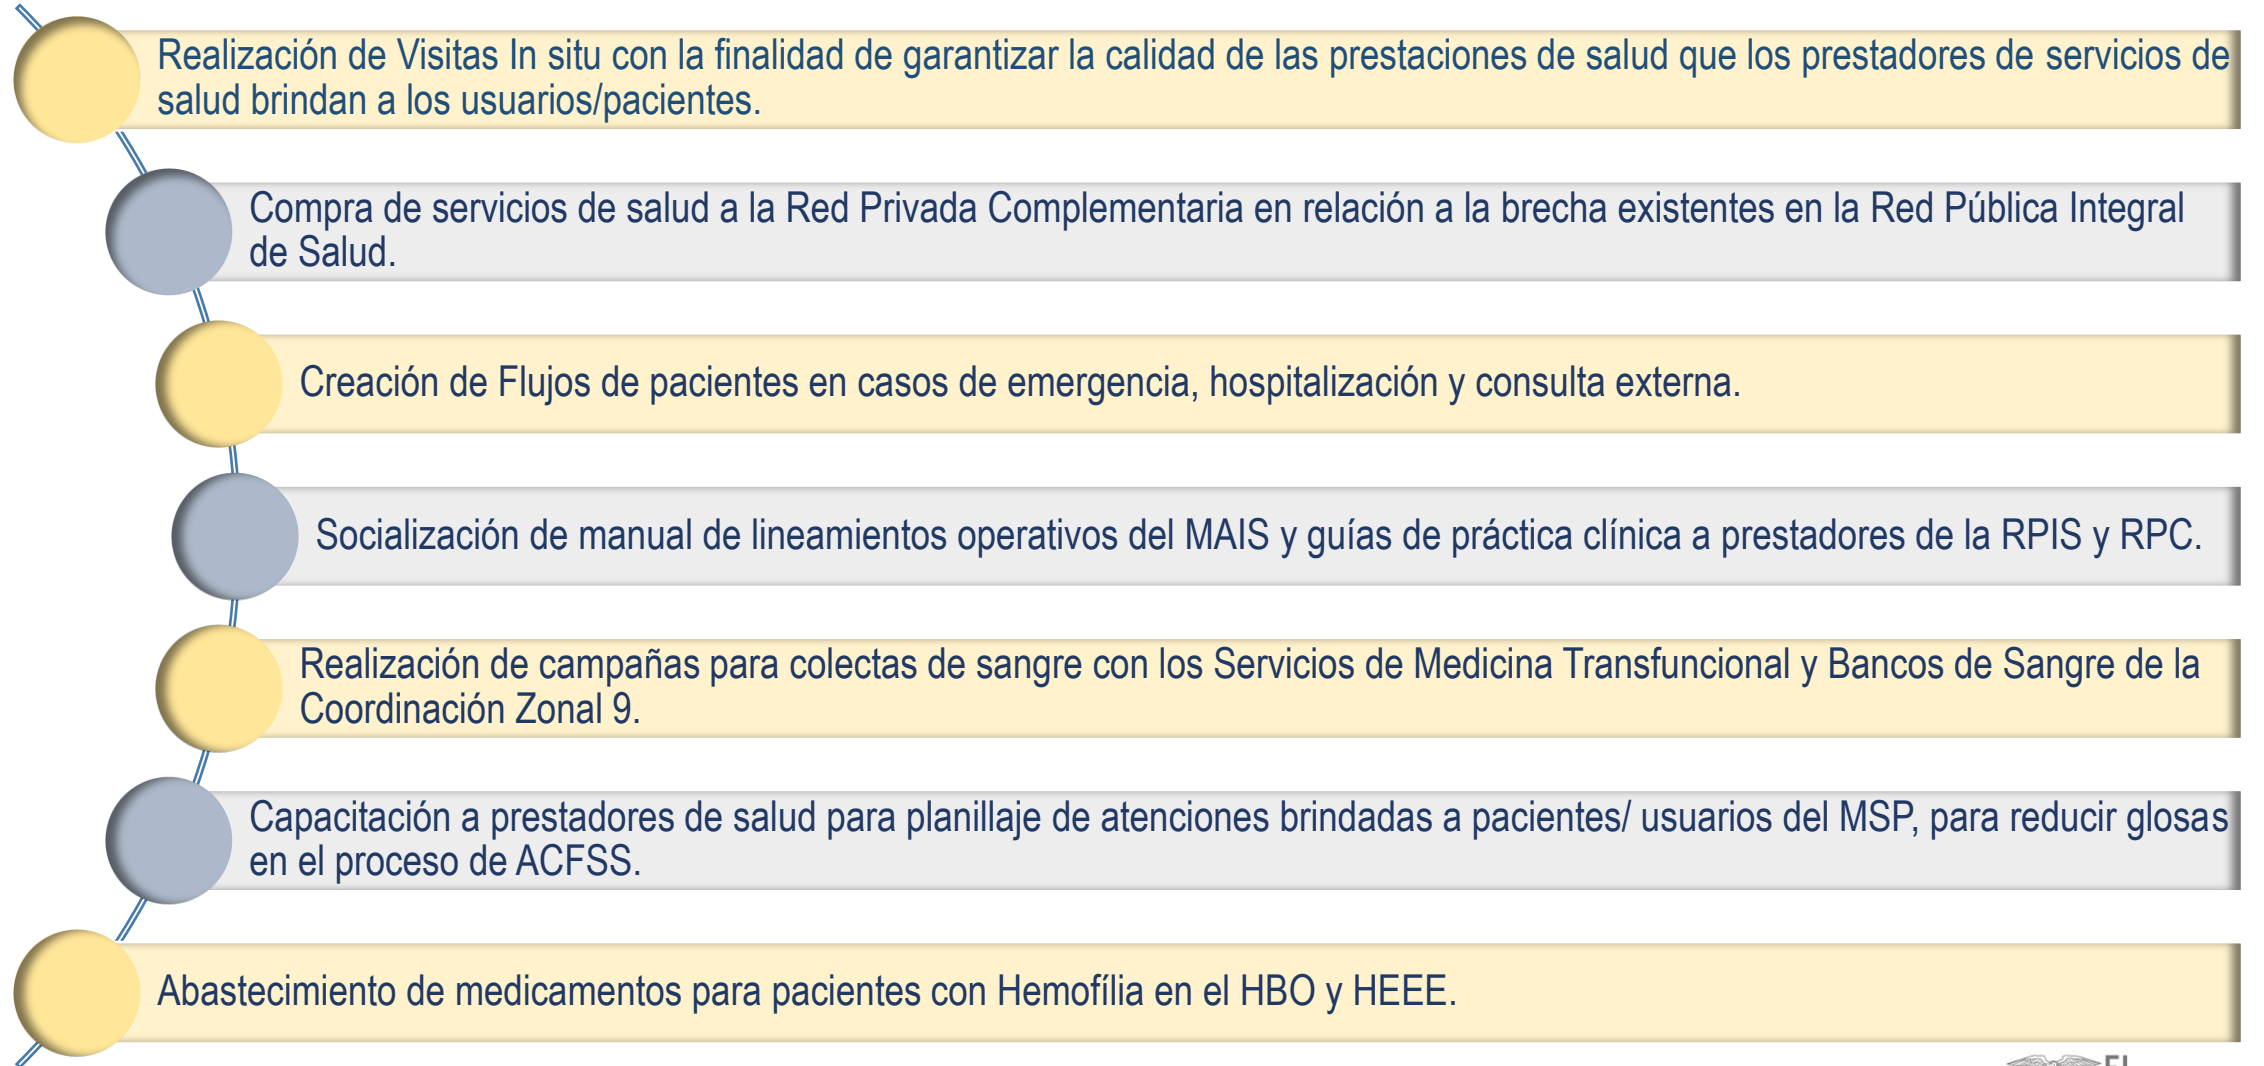 Realización de Visitas In situ con la finalidad de garantizar la calidad de las prestaciones de salud que los prestadores de servicios de
salud brindan a los usuarios/pacientes.
Compra de servicios de salud a la Red Privada Complementaria en relación a la brecha existentes en la Red Pública Integral
de Salud.
Creación de Flujos de pacientes en casos de emergencia, hospitalización y consulta externa.
Socialización de manual de lineamientos operativos del MAIS y guías de práctica clínica a prestadores de la RPIS y RPC.
Realización de campañas para colectas de sangre con los Servicios de Medicina Transfuncional y Bancos de Sangre de la
Coordinación Zonal 9.
Capacitación a prestadores de salud para planillaje de atenciones brindadas a pacientes/ usuarios del MSP, para reducir glosas
en el proceso de ACFSS.
Abastecimiento de medicamentos para pacientes con Hemofília en el HBO y HEEE.